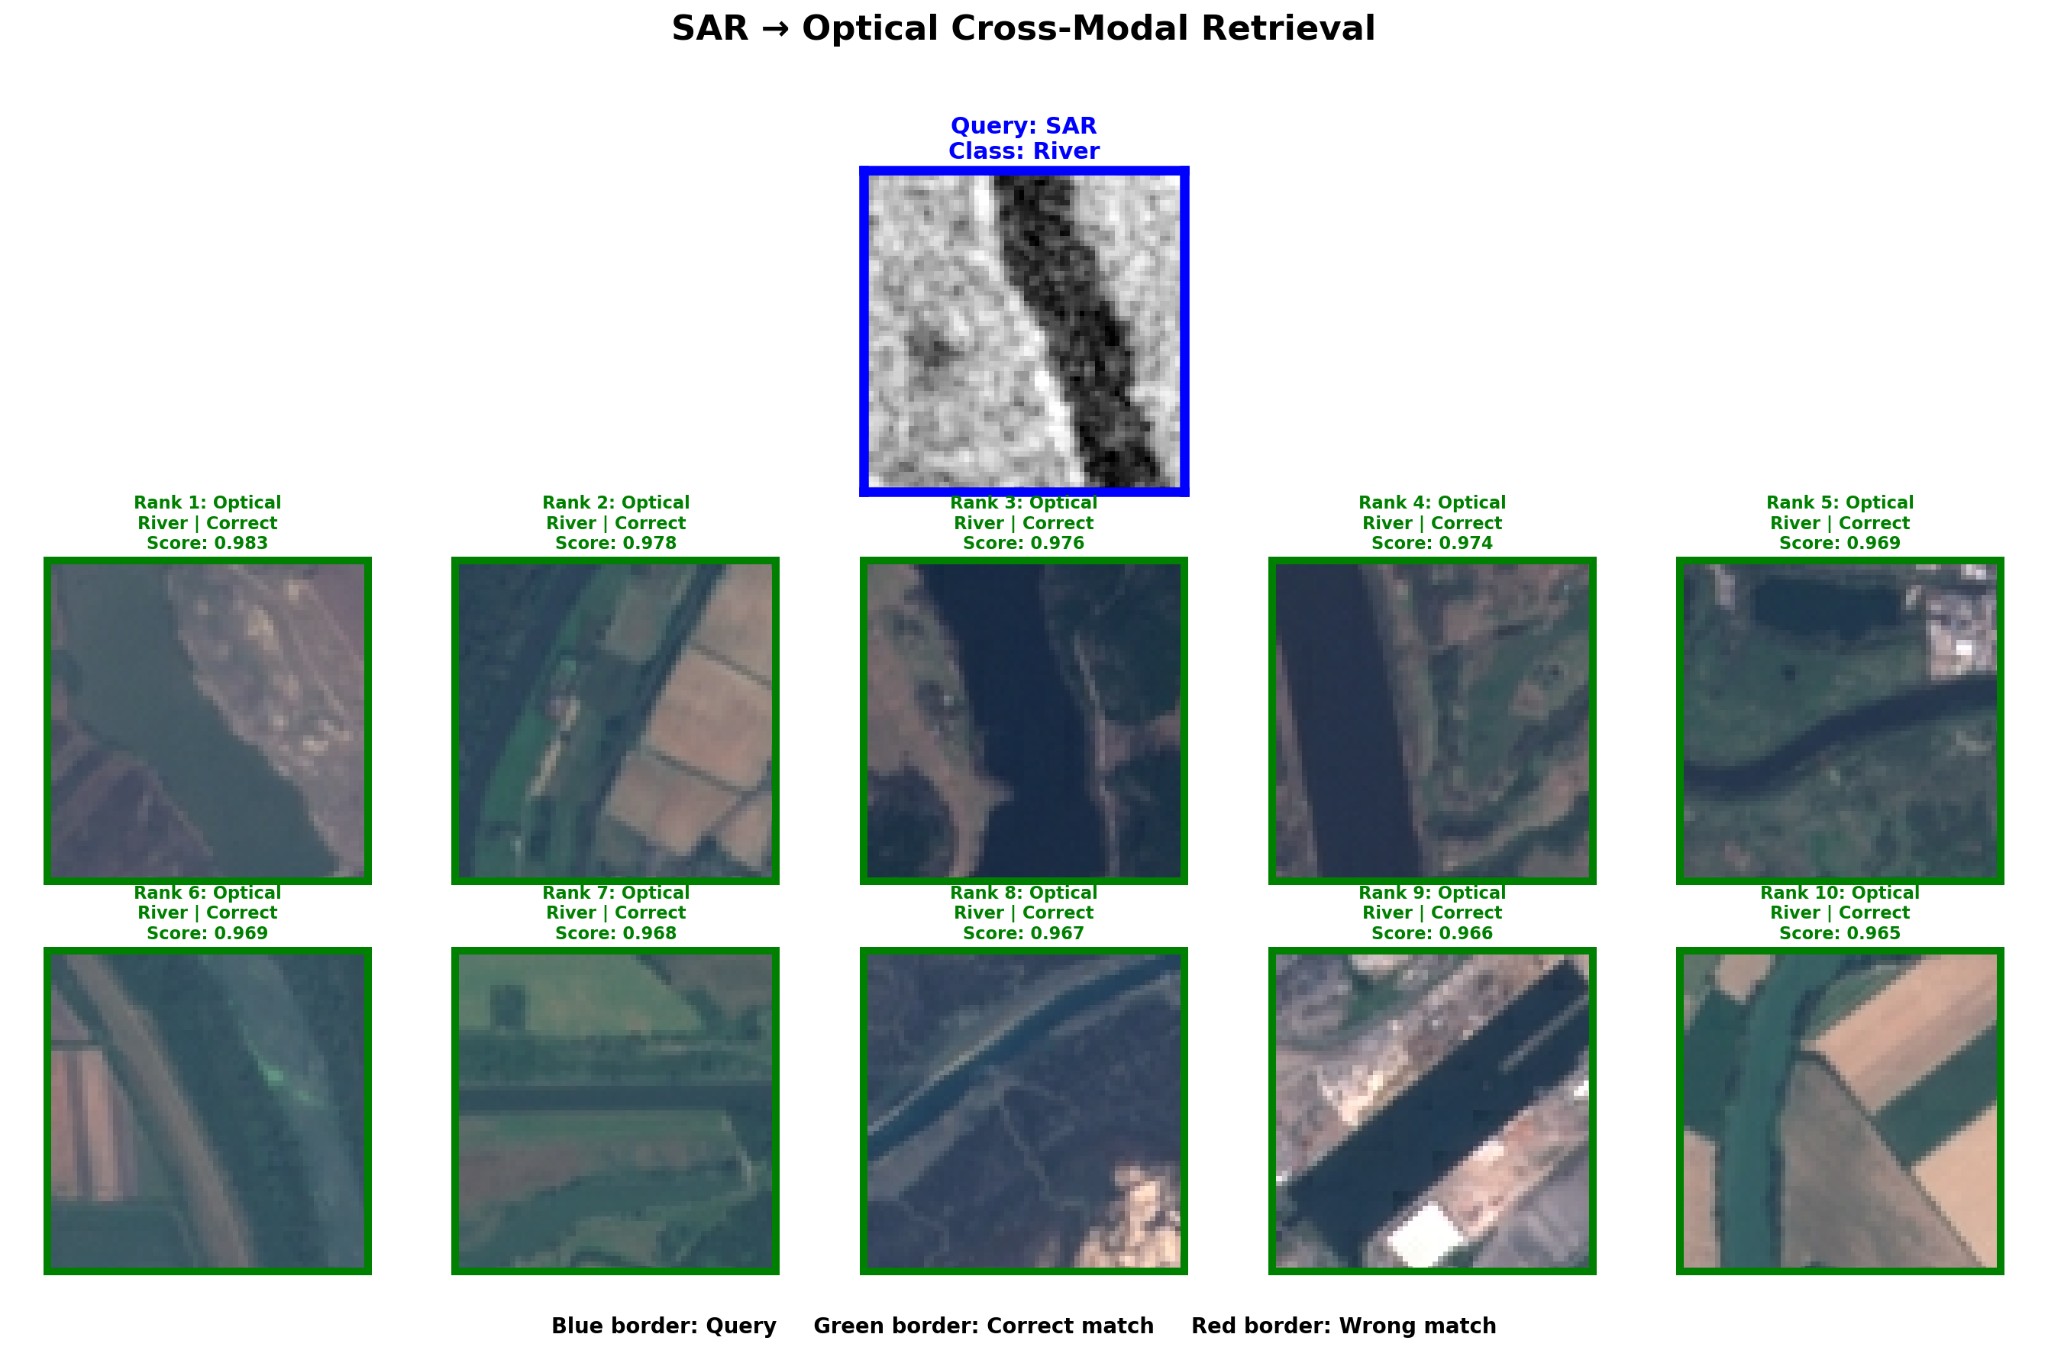 SAR → Optical Cross-Modal Retrieval
Query: SAR
Class: River
Rank 1: Optical
River | Correct
Score: 0.983
Rank 2: Optical
River | Correct
Score: 0.978
Rank 3: Optical
River | Correct
Score: 0.976
Rank 4: Optical
River | Correct
Score: 0.974
Rank 5: Optical
River | Correct
Score: 0.969
Rank 6: Optical
River | Correct
Score: 0.969
Rank 7: Optical
River | Correct
Score: 0.968
Rank 8: Optical
River | Correct
Score: 0.967
Rank 9: Optical
River | Correct
Score: 0.966
Rank 10: Optical
River | Correct
Score: 0.965
Blue border: Query Green border: Correct match Red border: Wrong match